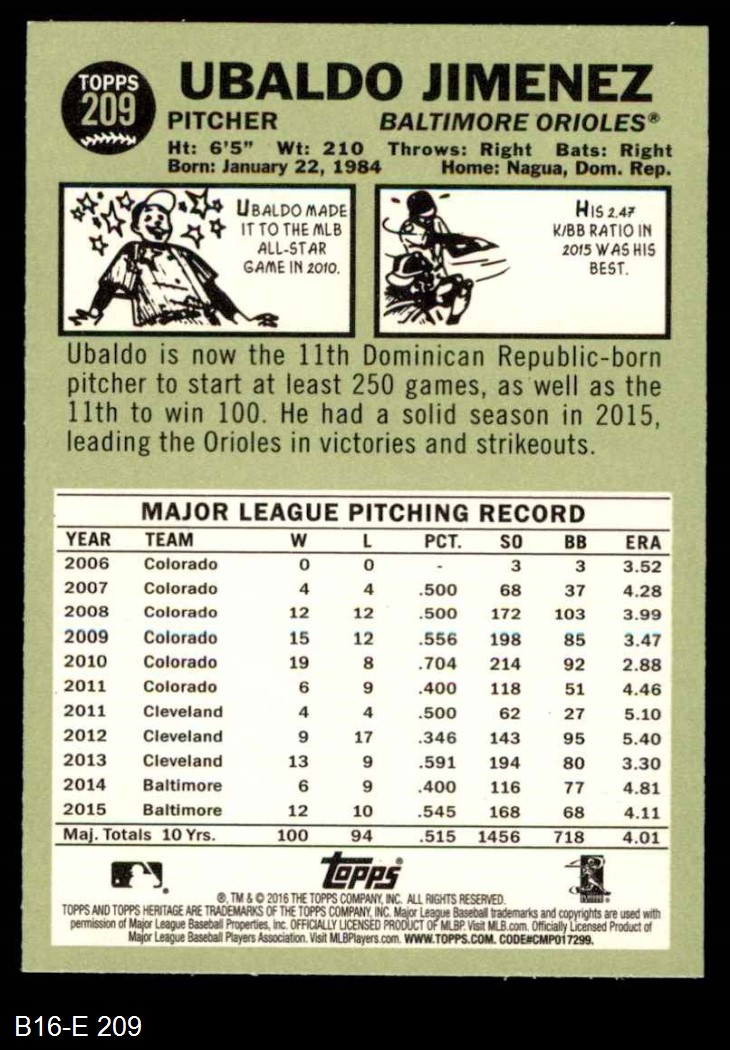 TOPPS
209
UBALDO JIMENEZ
PITCHER BALTIMORE ORIOLES®
Ht: 6'5" Wt: 210 Throws: Right Bats: Right
Born: January 22, 1984 Home: Nagua, Dom. Rep.
UBALDO MADE
IT TO THE MLB
ALL-STAR
GAME IN 2010.
HIS 2.47
K/BB RATIO IN
2015 WAS HIS
BEST.
Ubaldo is now the 11th Dominican Republic-born
pitcher to start at least 250 games, as well as the
11th to win 100. He had a solid season in 2015,
leading the Orioles in victories and strikeouts.
MAJOR LEAGUE PITCHING RECORD
YEAR TEAM W L PCT. SO BB ERA
2006 Colorado 0 0 - 3 3 3.52
2007 Colorado 4 4 .500 68 37 4.28
2008 Colorado 12 12 .500 172 103 3.99
2009 Colorado 15 12 .556 198 85 3.47
2010 Colorado 19 8 .704 214 92 2.88
2011 Colorado 6 9 .400 118 51 4.46
2011 Cleveland 4 4 .500 62 27 5.10
2012 Cleveland 9 17 .346 143 95 5.40
2013 Cleveland 13 9 .591 194 80 3.30
2014 Baltimore 6 9 .400 116 77 4.81
2015 Baltimore 12 10 .545 168 68 4.11
Maj. Totals 10 Yrs. 100 94 .515 1456 718 4.01
Topps®
®, TM & © 2016 THE TOPPS COMPANY, INC. ALL RIGHTS RESERVED.
TOPPS AND TOPPS HERITAGE ARE TRADEMARKS OF THE TOPPS COMPANY, INC. Major League Baseball trademarks and copyrights are used with
permission of Major League Baseball Properties, Inc. OFFICIALLY LICENSED PRODUCT OF MLBP. Visit MLB.com. Officially Licensed Product of
Major League Baseball Players Association. Visit MLBPlayers.com. WWW.TOPPS.COM. CODE#CMP017299.
B16-E 209